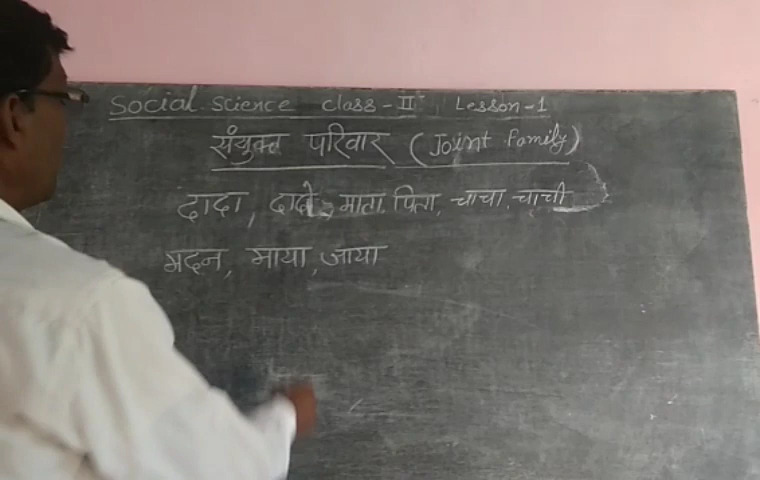 Social Science Class-II Lesson-1
संयुक्त परिवार (Joint family)
दादा, दादी, माता, पिता, चाचा, चाची
मदन, माया, जाया